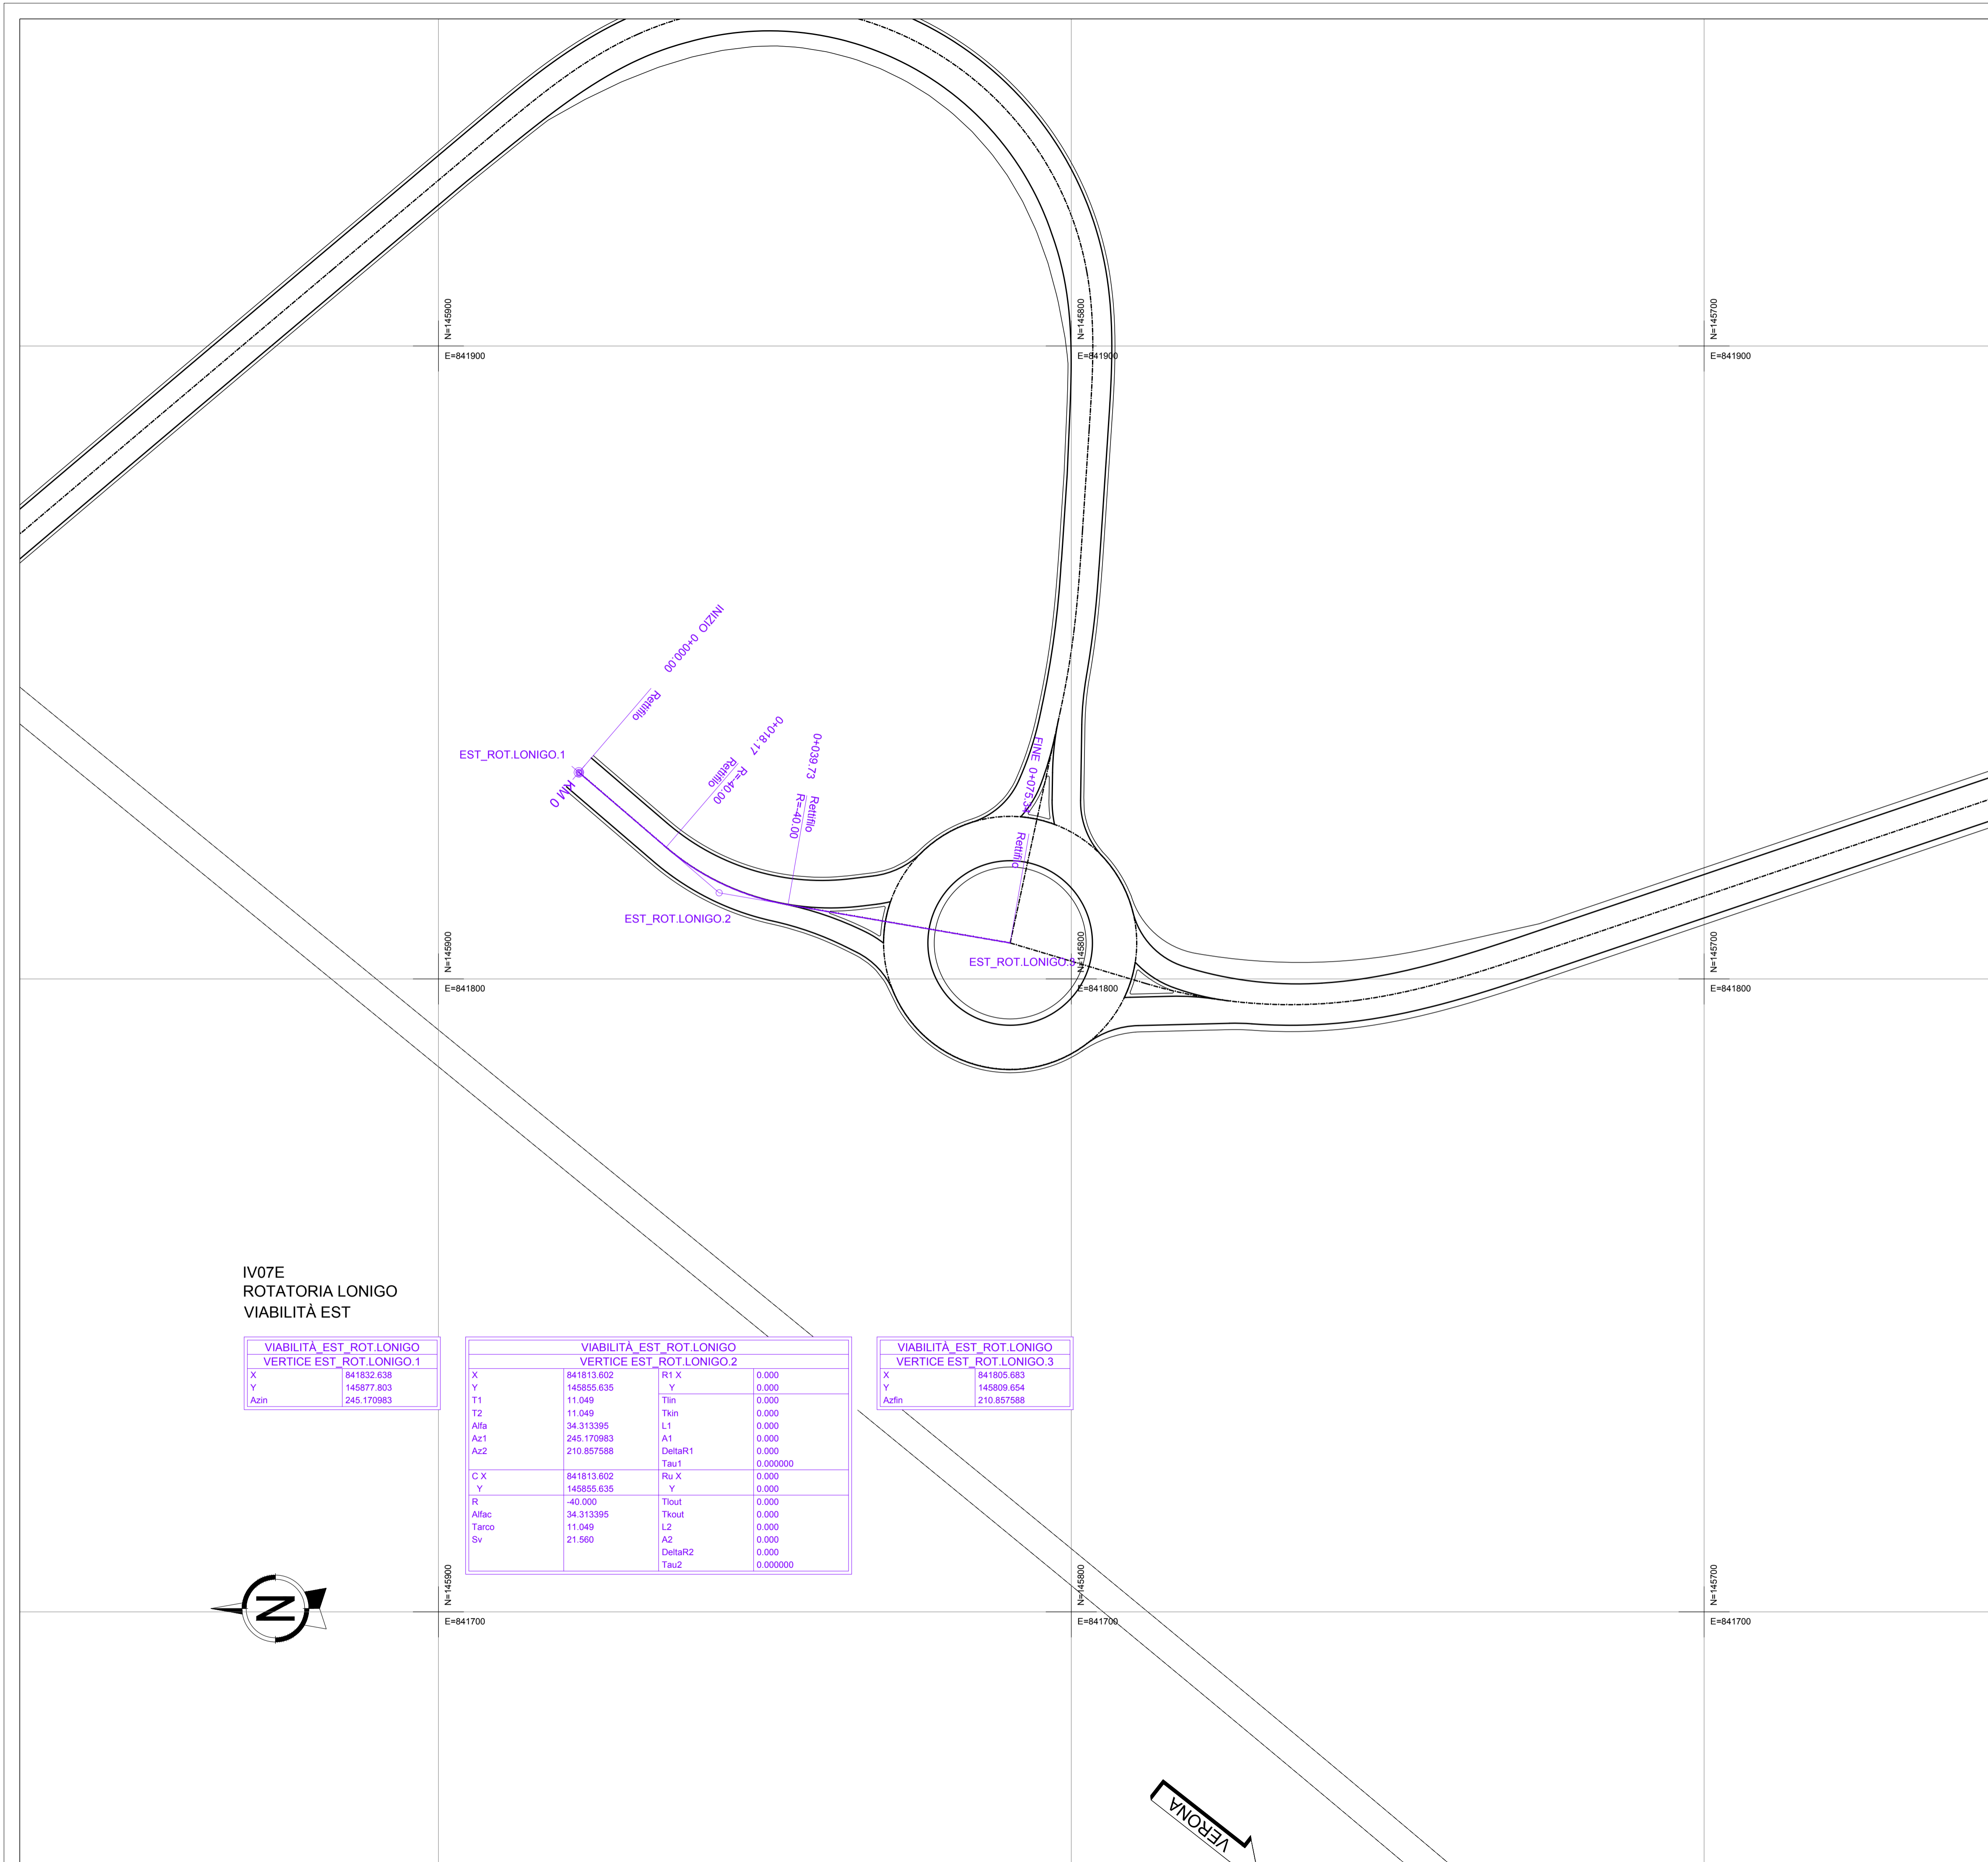 N=145900
E=841900
N=145800
E=841900
N=145700
E=841900
INIZIO 0+000.00
Rettifilo
EST_ROT.LONIGO.1
KM 0
0+018.17
Rettifilo
R=-40.00
0+039.73
Rettifilo
R=-40.00
FINE 0+075.34
Rettifilo
EST_ROT.LONIGO.2
EST_ROT.LONIGO.3
N=145900
E=841800
N=145800
E=841800
N=145700
E=841800
IV07E
ROTATORIA LONIGO
VIABILITÀ EST
VIABILITÀ_EST_ROT.LONIGO
VERTICE EST_ROT.LONIGO.1
X 841832.638
Y 145877.803
Azin 245.170983
VIABILITÀ_EST_ROT.LONIGO
VERTICE EST_ROT.LONIGO.2
X 841813.602 R1 X 0.000
Y 145855.635 Y 0.000
T1 11.049 Tlin 0.000
T2 11.049 Tkin 0.000
Alfa 34.313395 L1 0.000
Az1 245.170983 A1 0.000
Az2 210.857588 DeltaR1 0.000
Tau1 0.000000
C X 841813.602 Ru X 0.000
Y 145855.635 Y 0.000
R -40.000 Tlout 0.000
Alfac 34.313395 Tkout 0.000
Tarco 11.049 L2 0.000
Sv 21.560 A2 0.000
DeltaR2 0.000
Tau2 0.000000
VIABILITÀ_EST_ROT.LONIGO
VERTICE EST_ROT.LONIGO.3
X 841805.683
Y 145809.654
Azfin 210.857588
N
N=145900
E=841700
N=145800
E=841700
N=145700
E=841700
VERONA